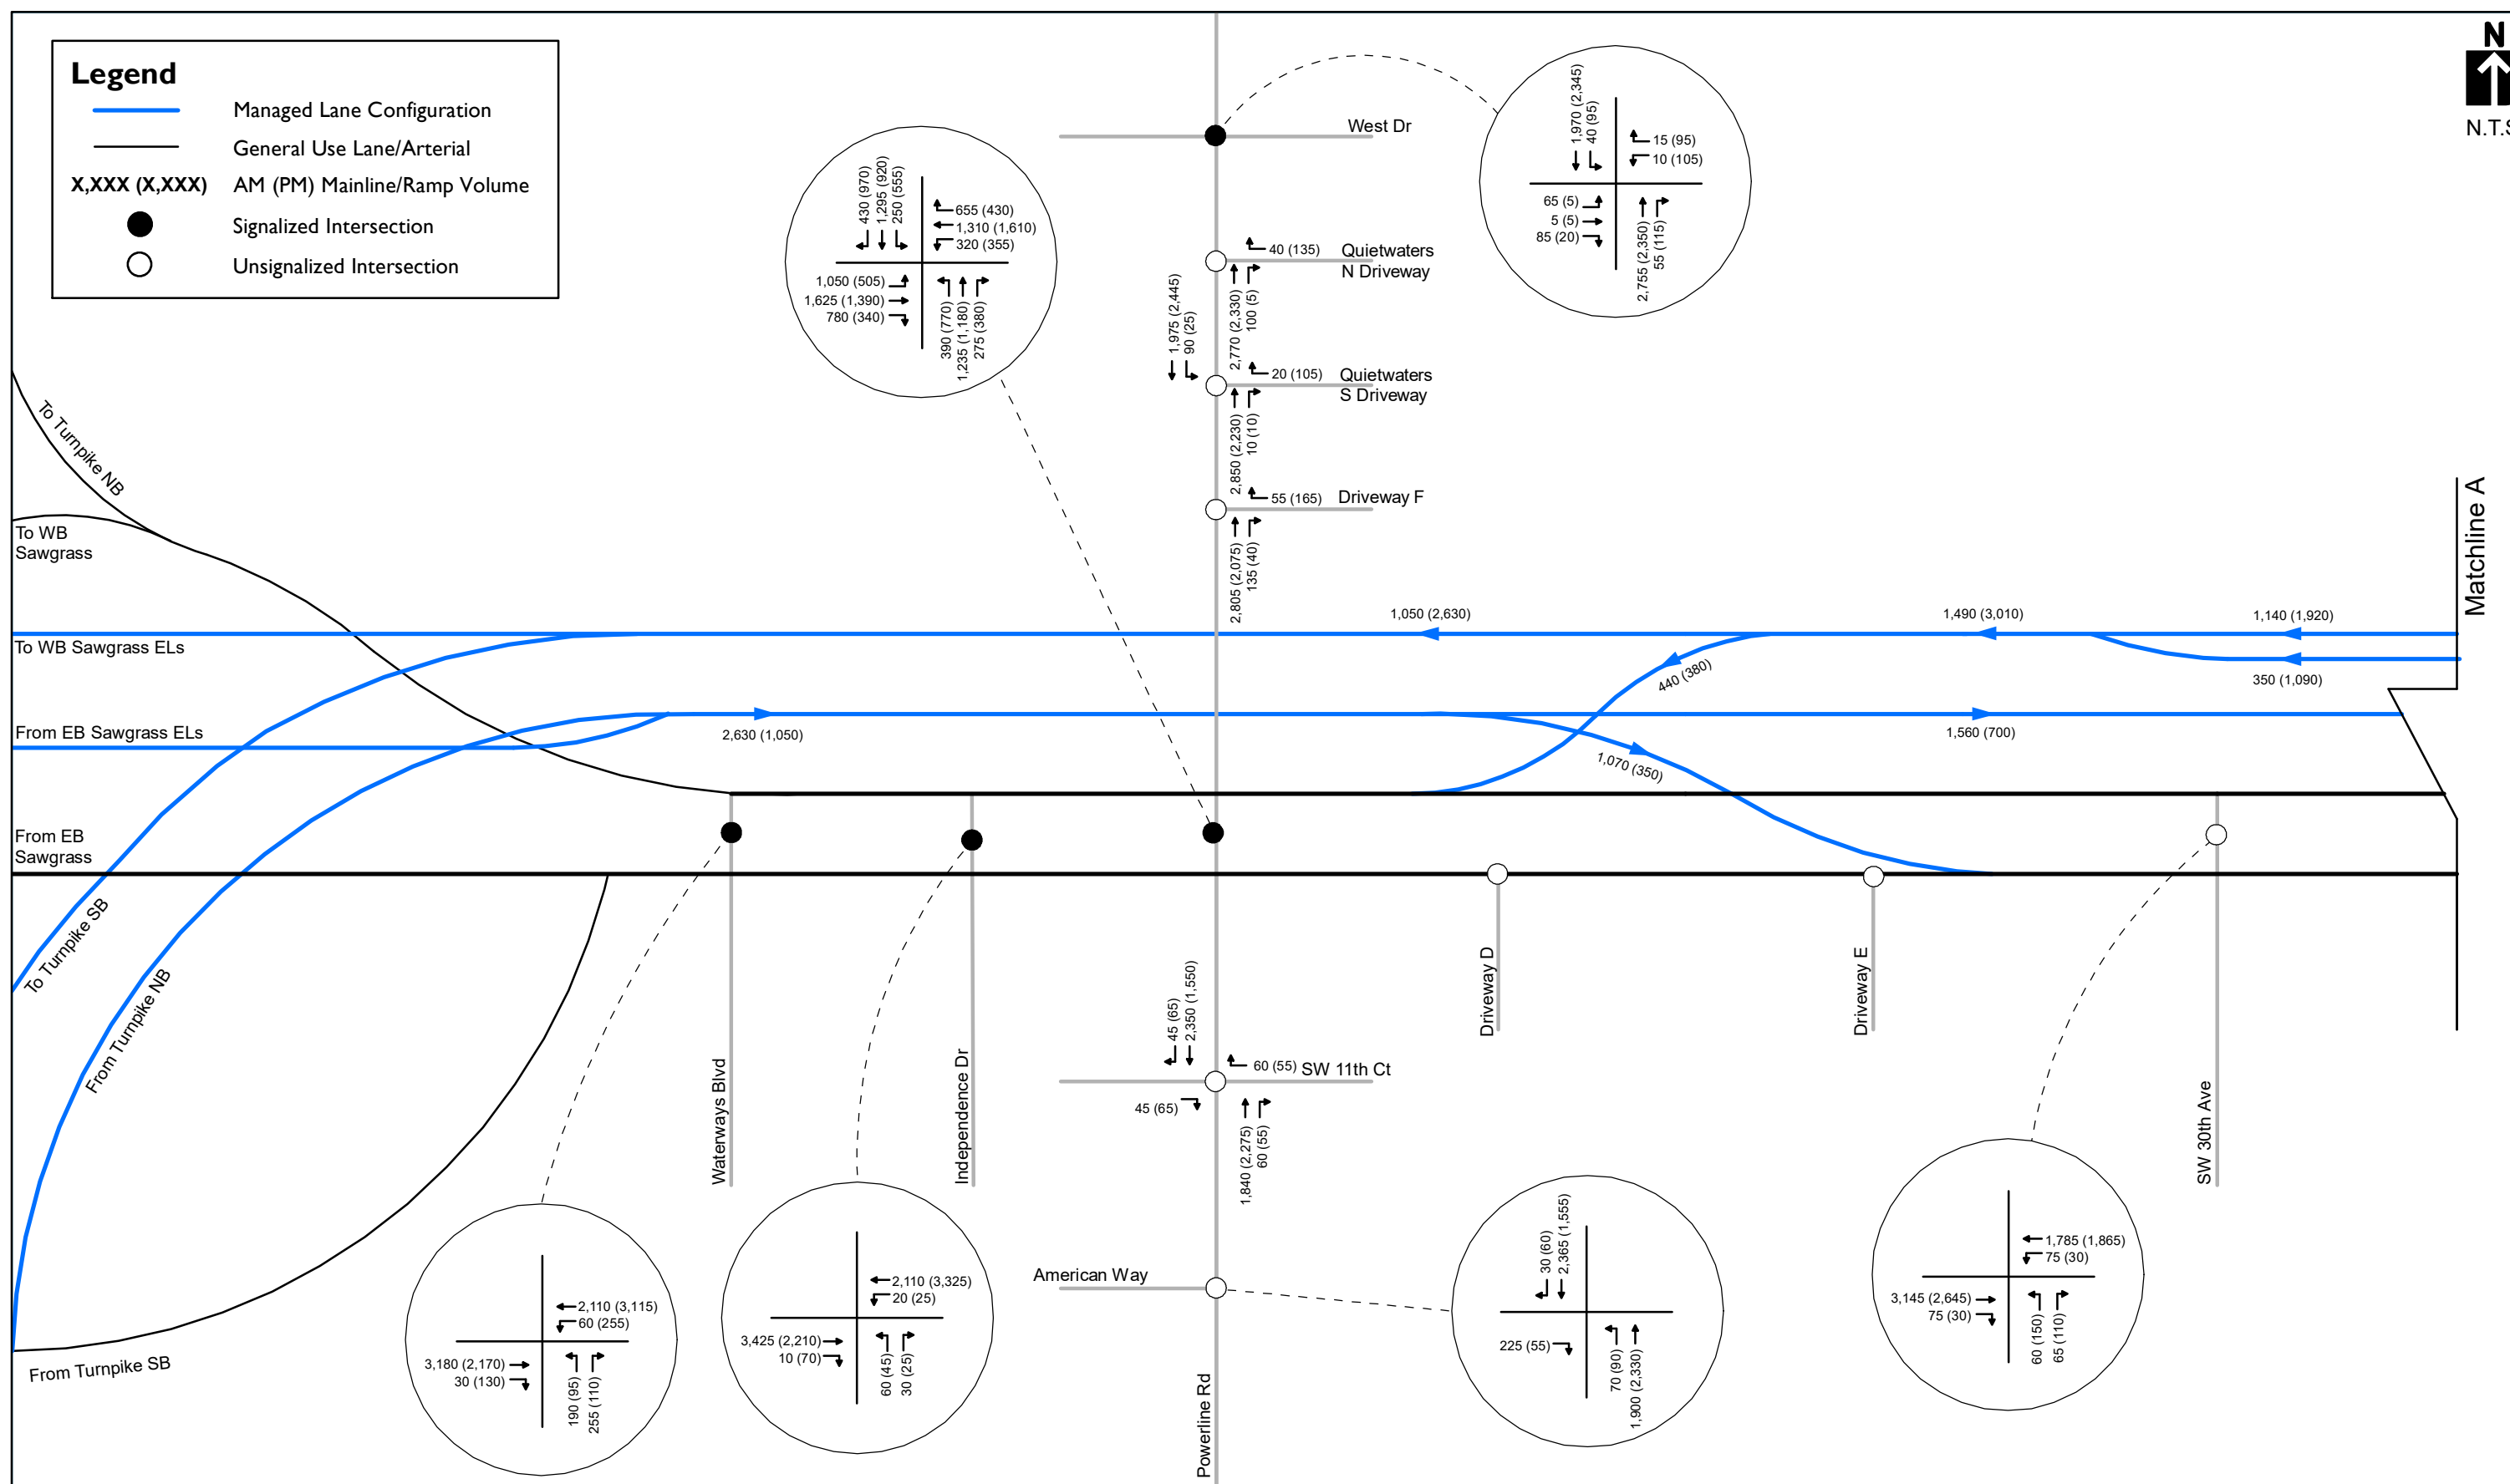 Legend
Managed Lane Configuration
General Use Lane/Arterial
X,XXX (X,XXX) AM (PM) Mainline/Ramp Volume
Signalized Intersection
Unsignalized Intersection
N
N.T.S
West Dr
1,970 (2,345)
40 (95)
15 (95)
10 (105)
65 (5)
5 (5)
85 (20)
2,755 (2,350)
55 (115)
430 (970)
1,295 (920)
250 (555)
655 (430)
1,310 (1,610)
320 (355)
1,050 (505)
1,625 (1,390)
780 (340)
390 (770)
1,235 (1,180)
275 (380)
40 (135)
Quietwaters
N Driveway
1,975 (2,445)
90 (25)
2,770 (2,330)
100 (5)
20 (105)
Quietwaters
S Driveway
2,850 (2,230)
10 (10)
55 (165)
Driveway F
2,805 (2,075)
135 (40)
To Turnpike NB
To WB
Sawgrass
Matchline A
1,050 (2,630)
1,490 (3,010)
1,140 (1,920)
To WB Sawgrass ELs
440 (380)
350 (1,090)
From EB Sawgrass ELs
2,630 (1,050)
1,560 (700)
1,070 (350)
From EB
Sawgrass
To Turnpike SB
From Turnpike NB
From Turnpike SB
Waterways Blvd
Independence Dr
Driveway D
Driveway E
SW 30th Ave
45 (65)
2,350 (1,550)
60 (55)
SW 11th Ct
45 (65)
1,840 (2,275)
60 (55)
American Way
Powerline Rd
2,110 (3,115)
60 (255)
3,180 (2,170)
30 (130)
190 (95)
255 (110)
2,110 (3,325)
20 (25)
3,425 (2,210)
10 (70)
60 (45)
30 (25)
30 (60)
2,365 (1,555)
225 (55)
70 (90)
1,900 (2,330)
1,785 (1,865)
75 (30)
3,145 (2,645)
75 (30)
60 (150)
65 (110)